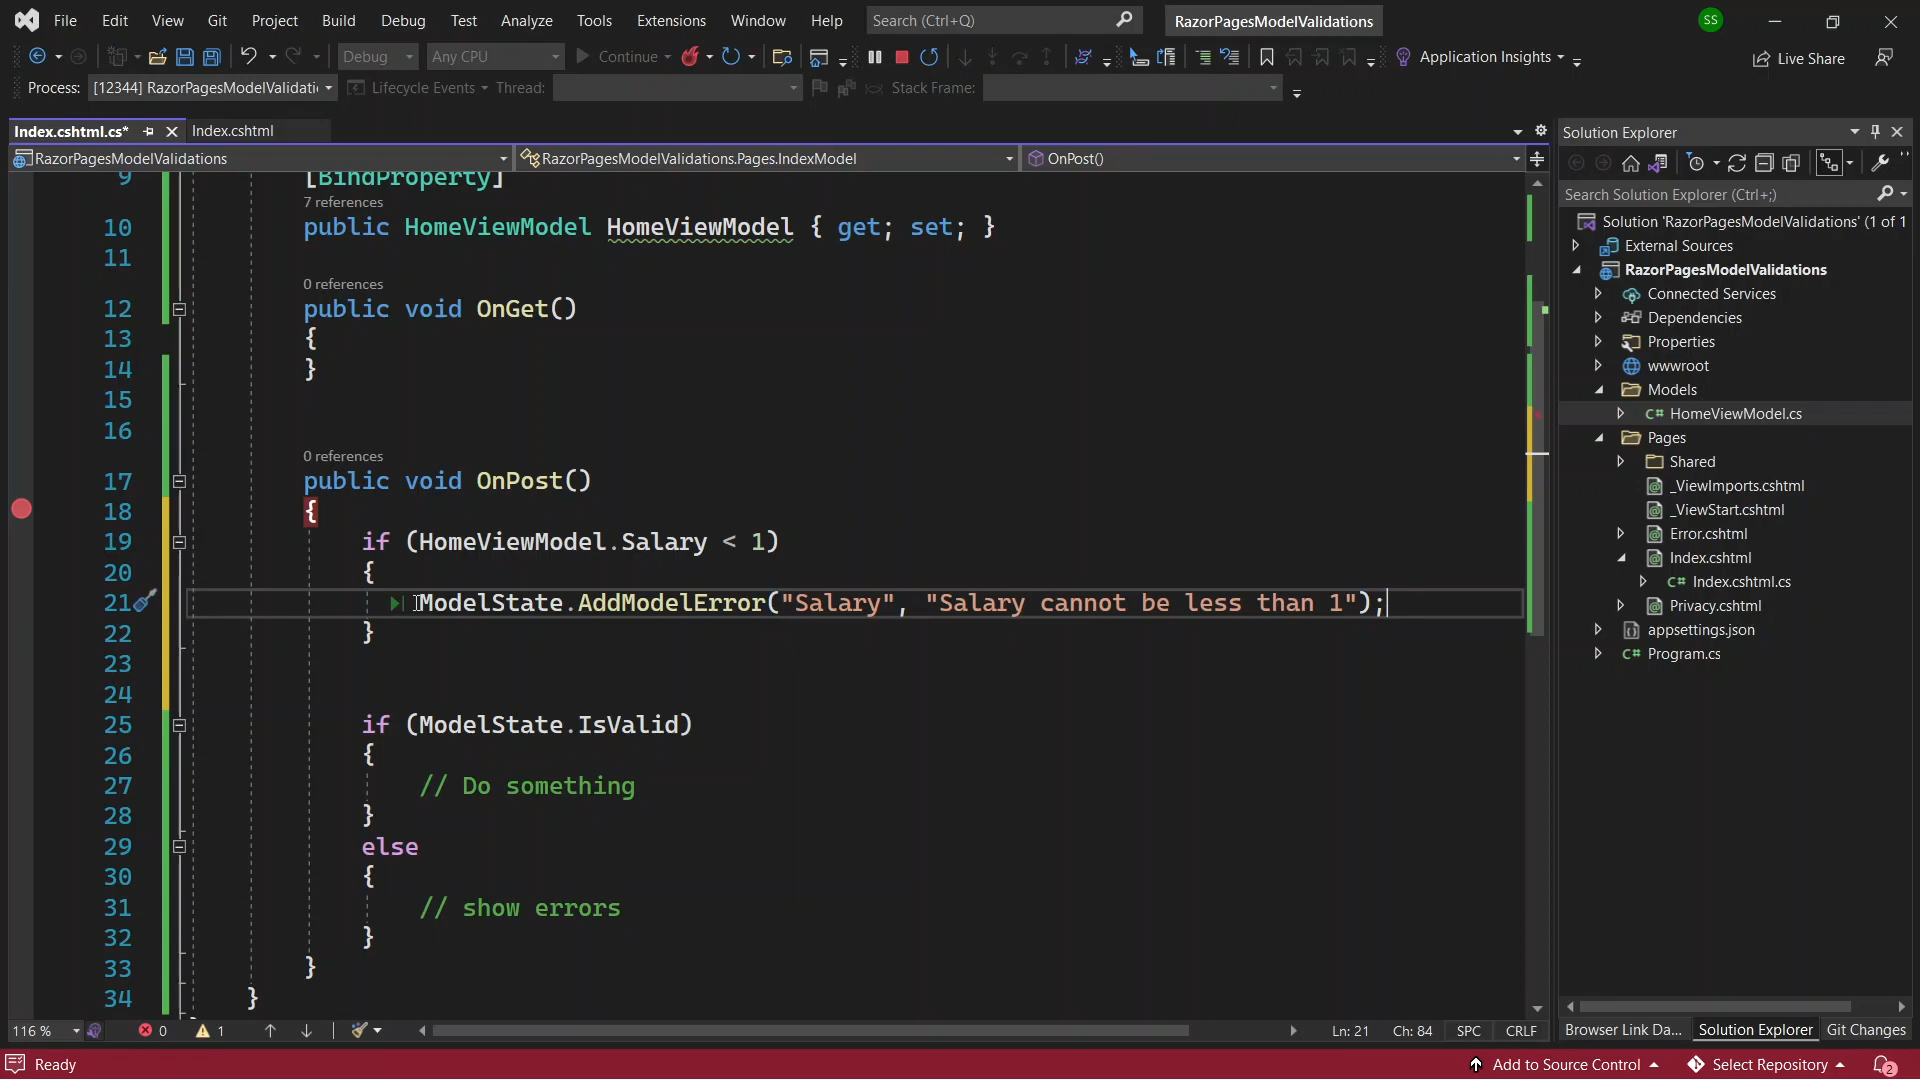 File Edit View Git Project Build Debug Test Analyze Tools Extensions Window Help Search (Ctrl+Q) RazorPagesModelValidations SS
Debug Any CPU Continue Application Insights Live Share
Process: [12344] RazorPagesModelValidati Lifecycle Events Thread: Stack Frame:
Index.cshtml.cs* Index.cshtml
RazorPagesModelValidations RazorPagesModelValidations.Pages.IndexModel OnPost()
9 [BindProperty]
7 references
10 public HomeViewModel HomeViewModel { get; set; }
11
0 references
12 public void OnGet()
13 {
14 }
15
16
0 references
17 public void OnPost()
18 {
19 if (HomeViewModel.Salary < 1)
20 {
21 ModelState.AddModelError("Salary", "Salary cannot be less than 1");
22 }
23
24
25 if (ModelState.IsValid)
26 {
27 // Do something
28 }
29 else
30 {
31 // show errors
32 }
33 }
34 }
116 % 0 1 Ln: 21 Ch: 84 SPC CRLF
Solution Explorer
Search Solution Explorer (Ctrl+;)
Solution 'RazorPagesModelValidations' (1 of 1
External Sources
RazorPagesModelValidations
Connected Services
Dependencies
Properties
wwwroot
Models
C# HomeViewModel.cs
Pages
Shared
_ViewImports.cshtml
_ViewStart.cshtml
Error.cshtml
Index.cshtml
C# Index.cshtml.cs
Privacy.cshtml
appsettings.json
C# Program.cs
Browser Link Da... Solution Explorer Git Changes
Ready Add to Source Control Select Repository 2